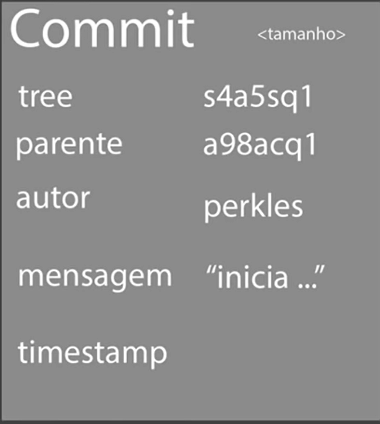 Commit <tamanho>
tree s4a5sq1
parente a98acq1
autor perkles
mensagem “inicia ...”
timestamp